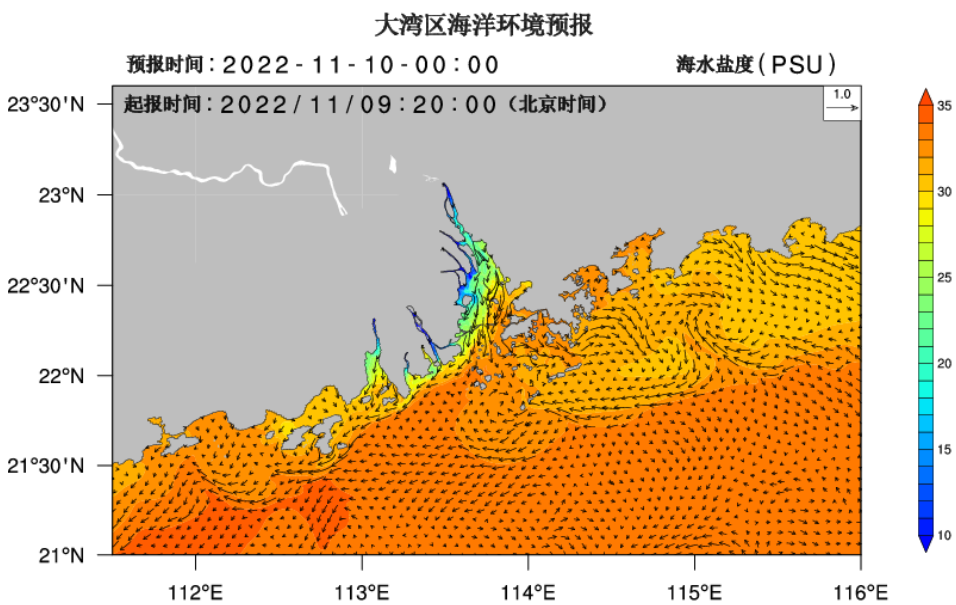 大湾区海洋环境预报
预报时间：2022-11-10-00：00 海水盐度(PSU)
起报时间：2022/11/09：20：00（北京时间）
1.0
23°30'N
23°N
22°30'N
22°N
21°30'N
21°N
112°E 113°E 114°E 115°E 116°E
35
30
25
20
15
10